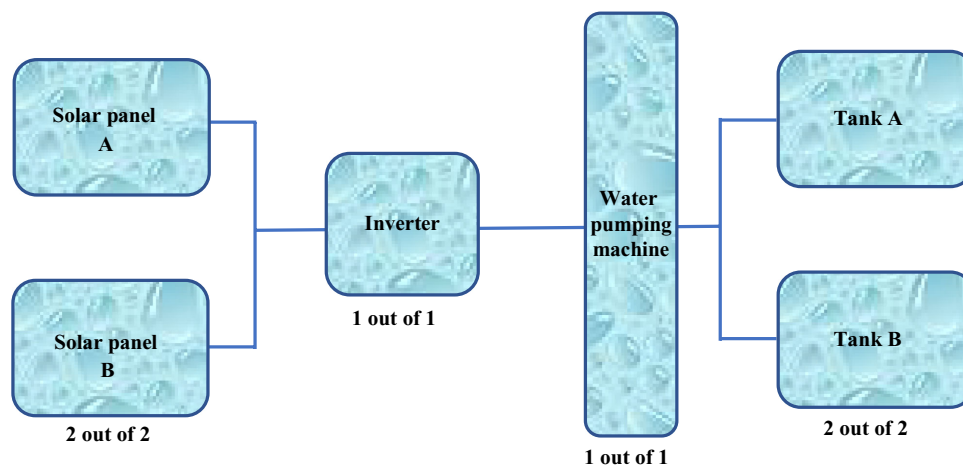 Solar panel
A
Solar panel
B
2 out of 2
Inverter
1 out of 1
Water
pumping
machine
1 out of 1
Tank A
Tank B
2 out of 2